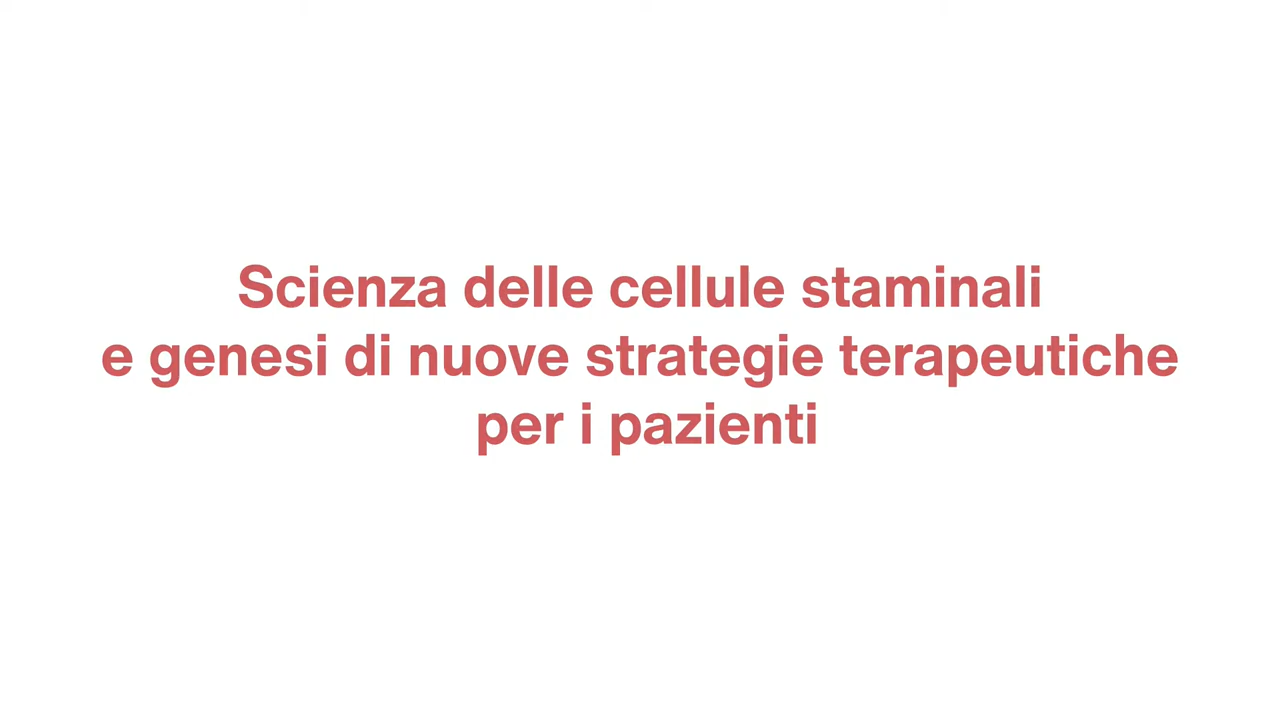 Scienza delle cellule staminali
e genesi di nuove strategie terapeutiche
per i pazienti